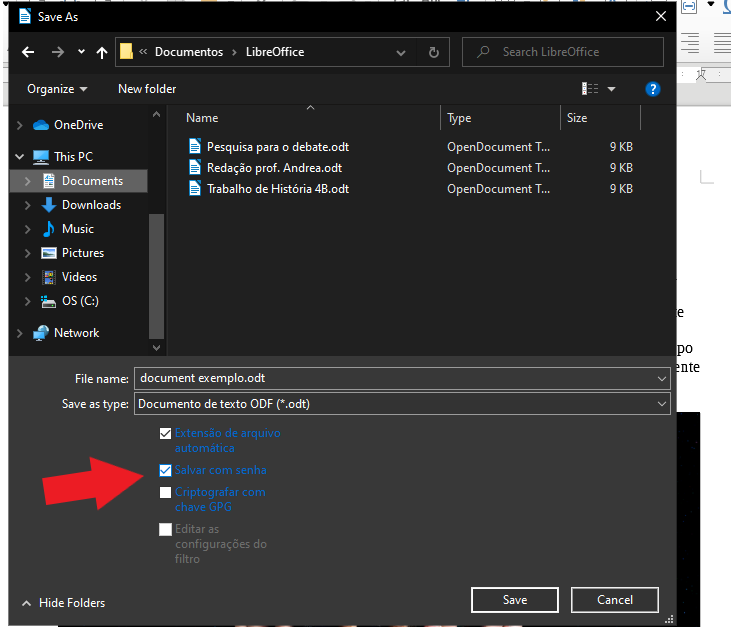 Save As
« Documentos › LibreOffice
Search LibreOffice
Organize
New folder
Name
Type
Size
OneDrive
This PC
Documents
Downloads
Music
Pictures
Videos
OS (C:)
Network
Pesquisa para o debate.odt OpenDocument T... 9 KB
Redação prof. Andrea.odt OpenDocument T... 9 KB
Trabalho de História 4B.odt OpenDocument T... 9 KB
File name: document exemplo.odt
Save as type: Documento de texto ODF (*.odt)
Extensão de arquivo
automática
Salvar com senha
Criptografar com
chave GPG
Editar as
configurações do
filtro
Hide Folders
Save
Cancel